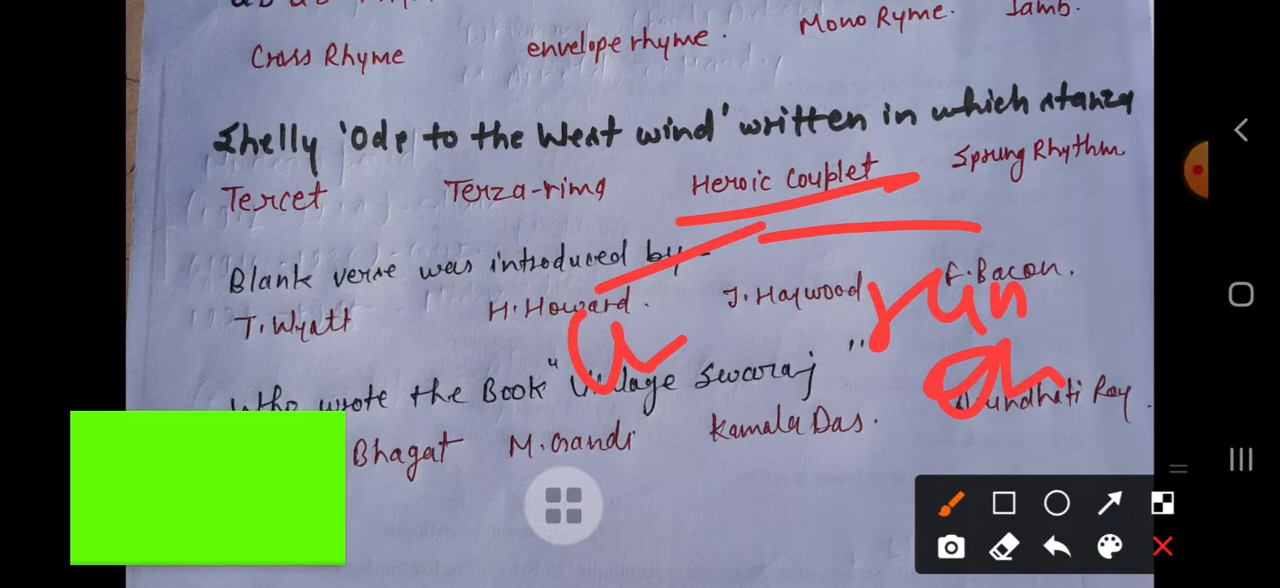 Cross Rhyme envelope rhyme. Mono Ryme. Iamb.
Shelly 'Ode to the West wind' written in which stanza
Tercet Terza-rima Heroic Couplet Sprung Rhythm
Blank verse was introduced by-
T. Wyatt H. Howard. J. Haywood F. Bacon.
Who wrote the Book "Village Swaraj"
Bhagat M. Gandi Kamala Das. Arundhati Roy.